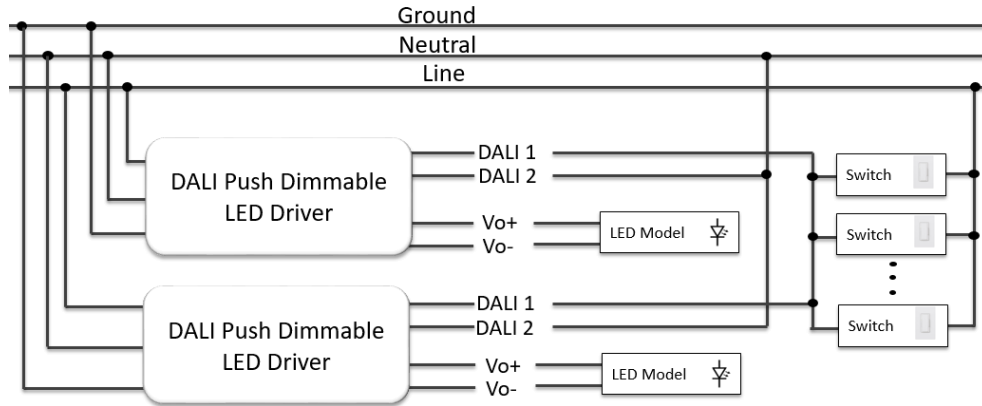 Ground
Neutral
Line
DALI Push Dimmable
LED Driver
DALI 1
DALI 2
Vo+
Vo-
LED Model
Switch
Switch
Switch
DALI Push Dimmable
LED Driver
DALI 1
DALI 2
Vo+
Vo-
LED Model